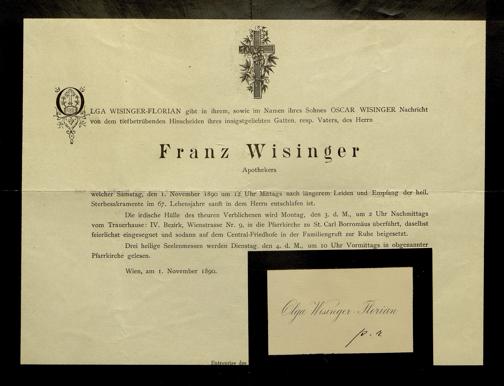 OLGA WISINGER-FLORIAN gibt in ihrem, sowie im Namen ihres Sohnes OSCAR WISINGER Nachricht
von dem tiefbetrübenden Hinscheiden ihres innigstgeliebten Gatten, resp. Vaters, des Herrn
Franz Wisinger
Apothekers
welcher Samstag, den 1. November 1890 um 12 Uhr Mittags nach längerem Leiden und Empfang der heil.
Sterbesakramente im 67. Lebensjahre sanft in dem Herrn entschlafen ist.
Die irdische Hülle des theuren Verblichenen wird Montag, den 3. d. M., um 2 Uhr Nachmittags
vom Trauerhause: IV. Bezirk, Wienstrasse Nr. 9, in die Pfarrkirche zu St. Carl Borromäus überführt, daselbst
feierlichst eingesegnet und sodann auf dem Central-Friedhofe in der Familiengruft zur Ruhe beigesetzt.
Drei heilige Seelenmessen werden Dienstag, den 4. d. M., um 10 Uhr Vormittags in obgenannter
Pfarrkirche gelesen.
Wien, am 1. November 1890.
Olga Wisinger-Florian
p. r.
Entreprise des